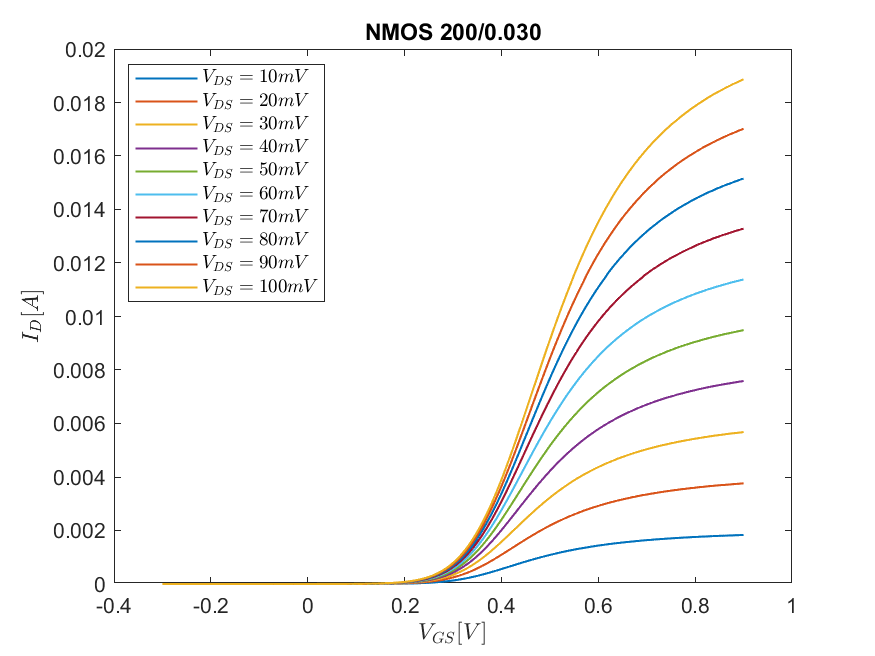 NMOS 200/0.030
0.02
0.018
0.016
0.014
0.012
0.01
0.008
0.006
0.004
0.002
0
I_D[A]
V_DS = 10mV
V_DS = 20mV
V_DS = 30mV
V_DS = 40mV
V_DS = 50mV
V_DS = 60mV
V_DS = 70mV
V_DS = 80mV
V_DS = 90mV
V_DS = 100mV
-0.4 -0.2 0 0.2 0.4 0.6 0.8 1
V_GS[V]